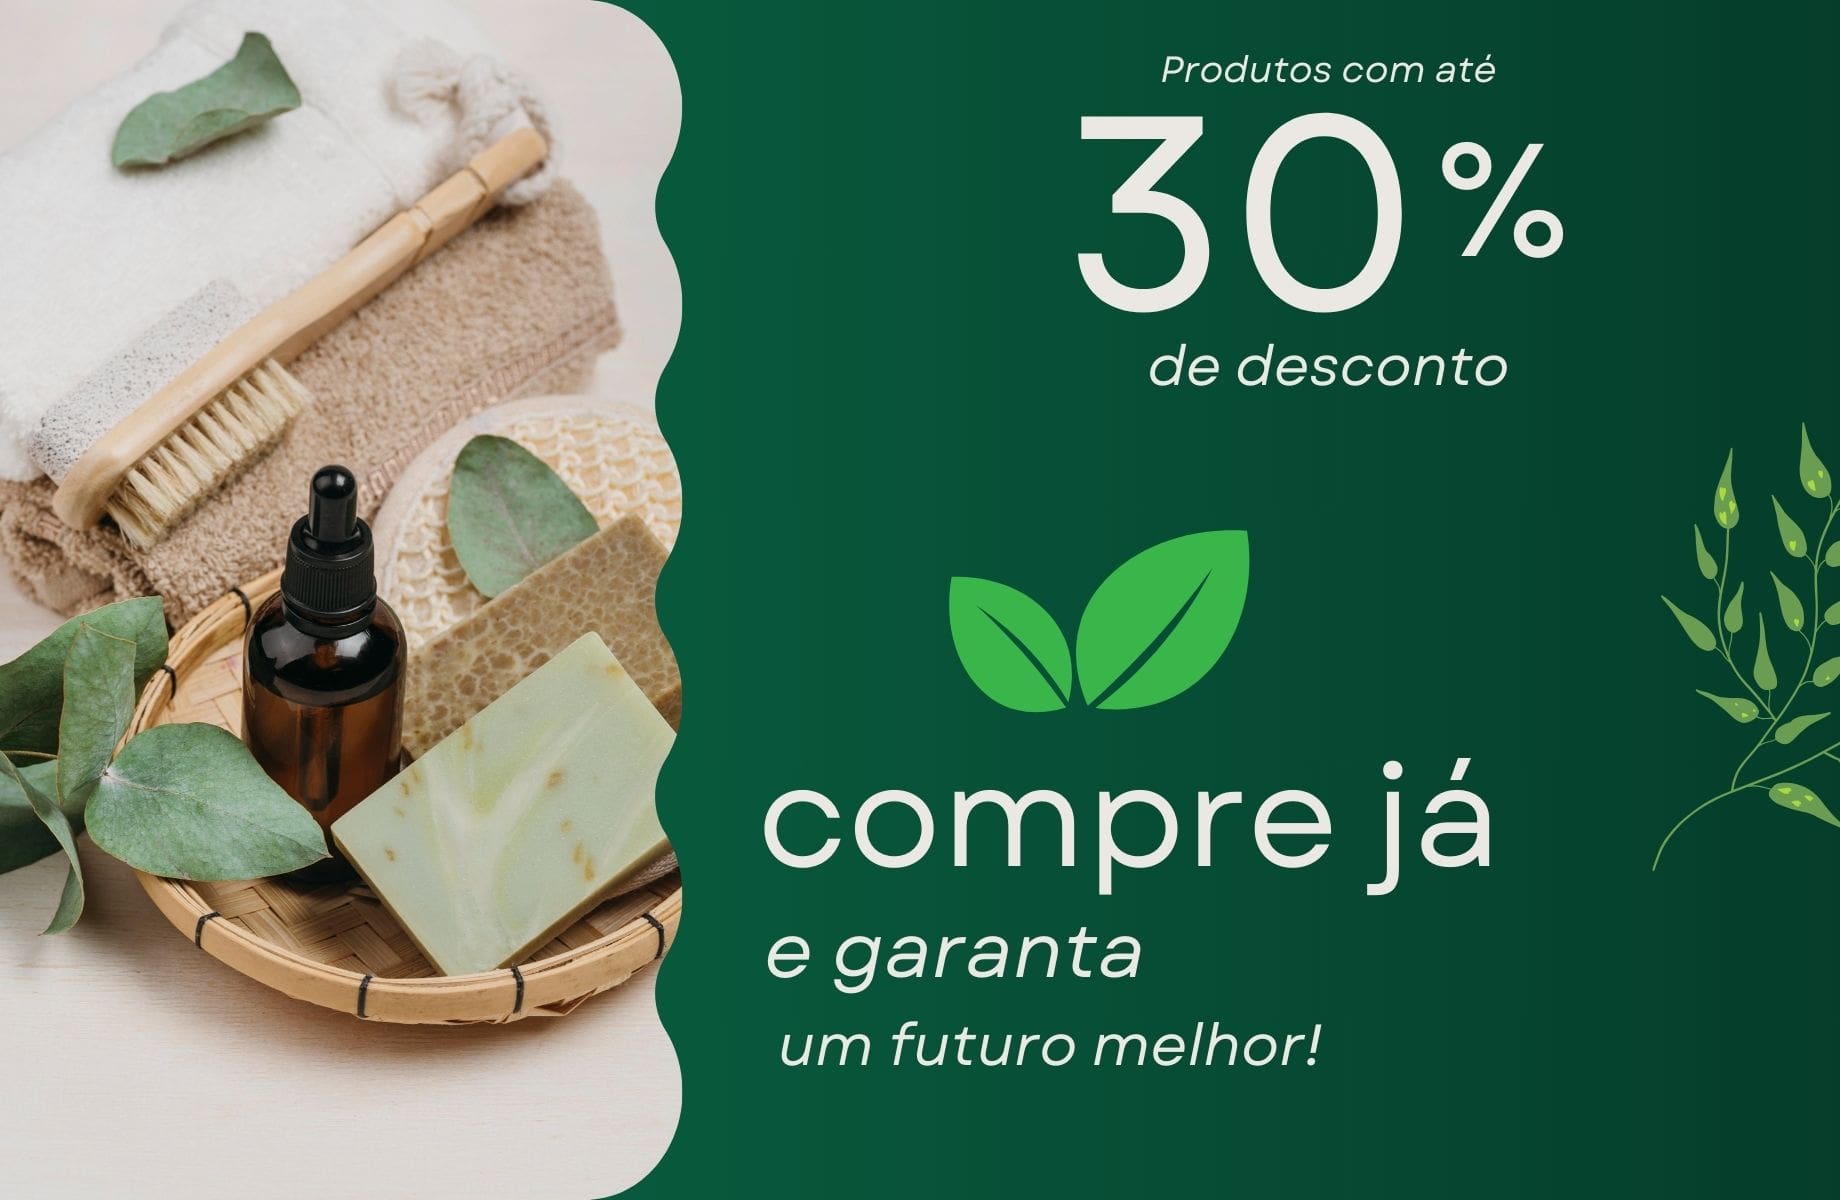 Produtos com até
30%
de desconto
compre já
e garanta
um futuro melhor!